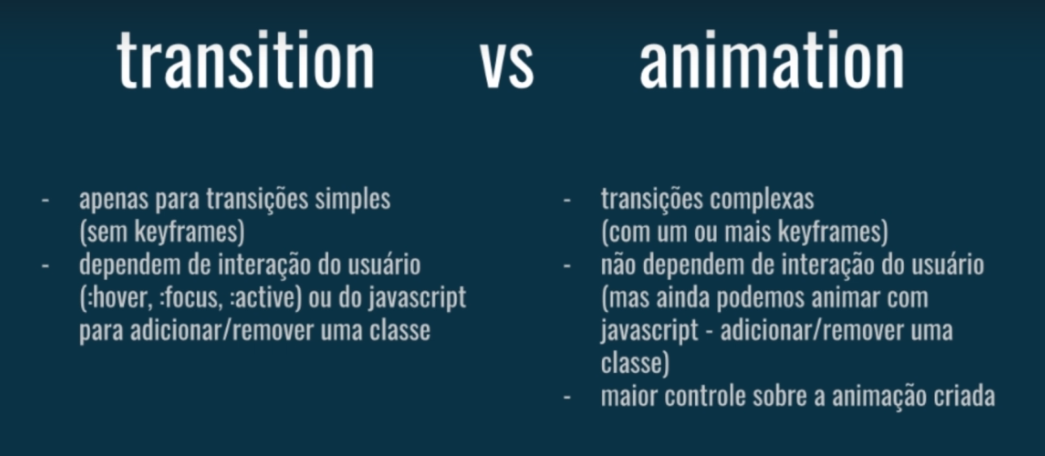 transition vs animation
- apenas para transições simples
(sem keyframes)
- dependem de interação do usuário
(:hover, :focus, :active) ou do javascript
para adicionar/remover uma classe
- transições complexas
(com um ou mais keyframes)
- não dependem de interação do usuário
(mas ainda podemos animar com
javascript - adicionar/remover uma
classe)
- maior controle sobre a animação criada